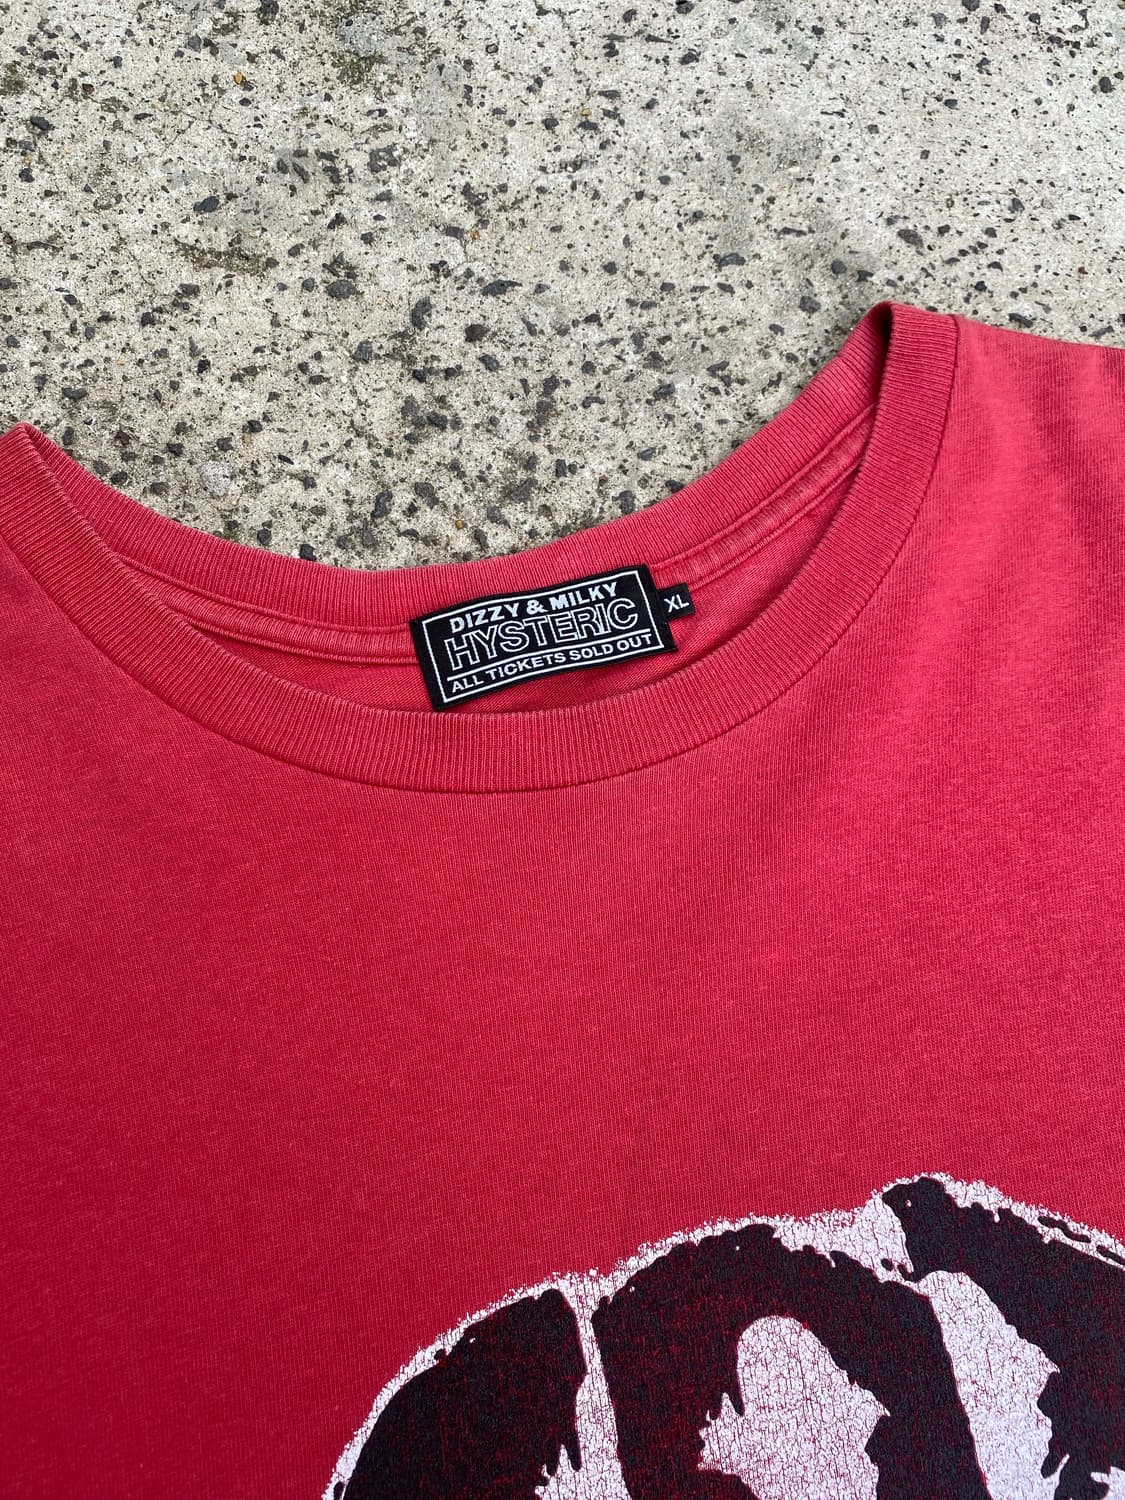 DIZZY & MILKY
HYSTERIC
ALL TICKETS SOLD OUT
XL